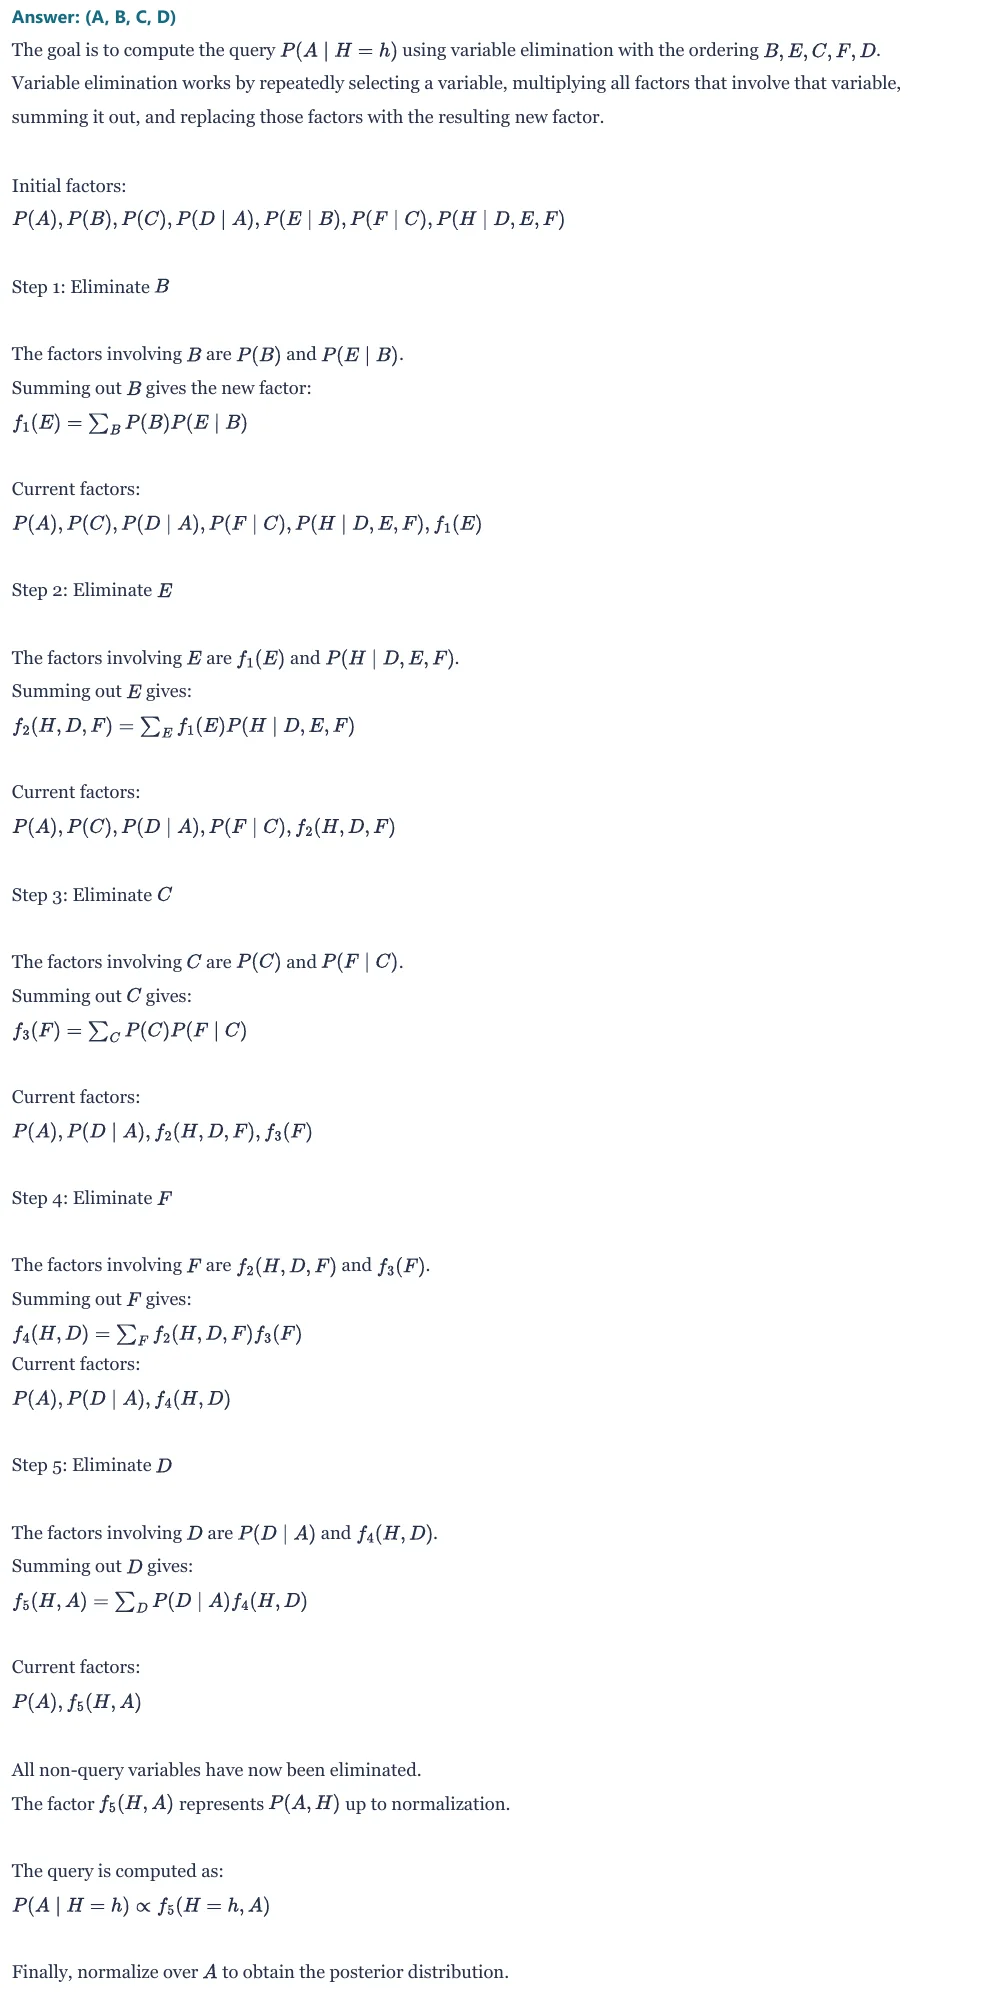 Answer: (A, B, C, D)
The goal is to compute the query P(A | H = h) using variable elimination with the ordering B, E, C, F, D.
Variable elimination works by repeatedly selecting a variable, multiplying all factors that involve that variable,
summing it out, and replacing those factors with the resulting new factor.
Initial factors:
P(A), P(B), P(C), P(D | A), P(E | B), P(F | C), P(H | D, E, F)
Step 1: Eliminate B
The factors involving B are P(B) and P(E | B).
Summing out B gives the new factor:
f₁(E) = ∑_B P(B)P(E | B)
Current factors:
P(A), P(C), P(D | A), P(F | C), P(H | D, E, F), f₁(E)
Step 2: Eliminate E
The factors involving E are f₁(E) and P(H | D, E, F).
Summing out E gives:
f₂(H, D, F) = ∑_E f₁(E)P(H | D, E, F)
Current factors:
P(A), P(C), P(D | A), P(F | C), f₂(H, D, F)
Step 3: Eliminate C
The factors involving C are P(C) and P(F | C).
Summing out C gives:
f₃(F) = ∑_C P(C)P(F | C)
Current factors:
P(A), P(D | A), f₂(H, D, F), f₃(F)
Step 4: Eliminate F
The factors involving F are f₂(H, D, F) and f₃(F).
Summing out F gives:
f₄(H, D) = ∑_F f₂(H, D, F)f₃(F)
Current factors:
P(A), P(D | A), f₄(H, D)
Step 5: Eliminate D
The factors involving D are P(D | A) and f₄(H, D).
Summing out D gives:
f₅(H, A) = ∑_D P(D | A)f₄(H, D)
Current factors:
P(A), f₅(H, A)
All non-query variables have now been eliminated.
The factor f₅(H, A) represents P(A, H) up to normalization.
The query is computed as:
P(A | H = h) ∝ f₅(H = h, A)
Finally, normalize over A to obtain the posterior distribution.